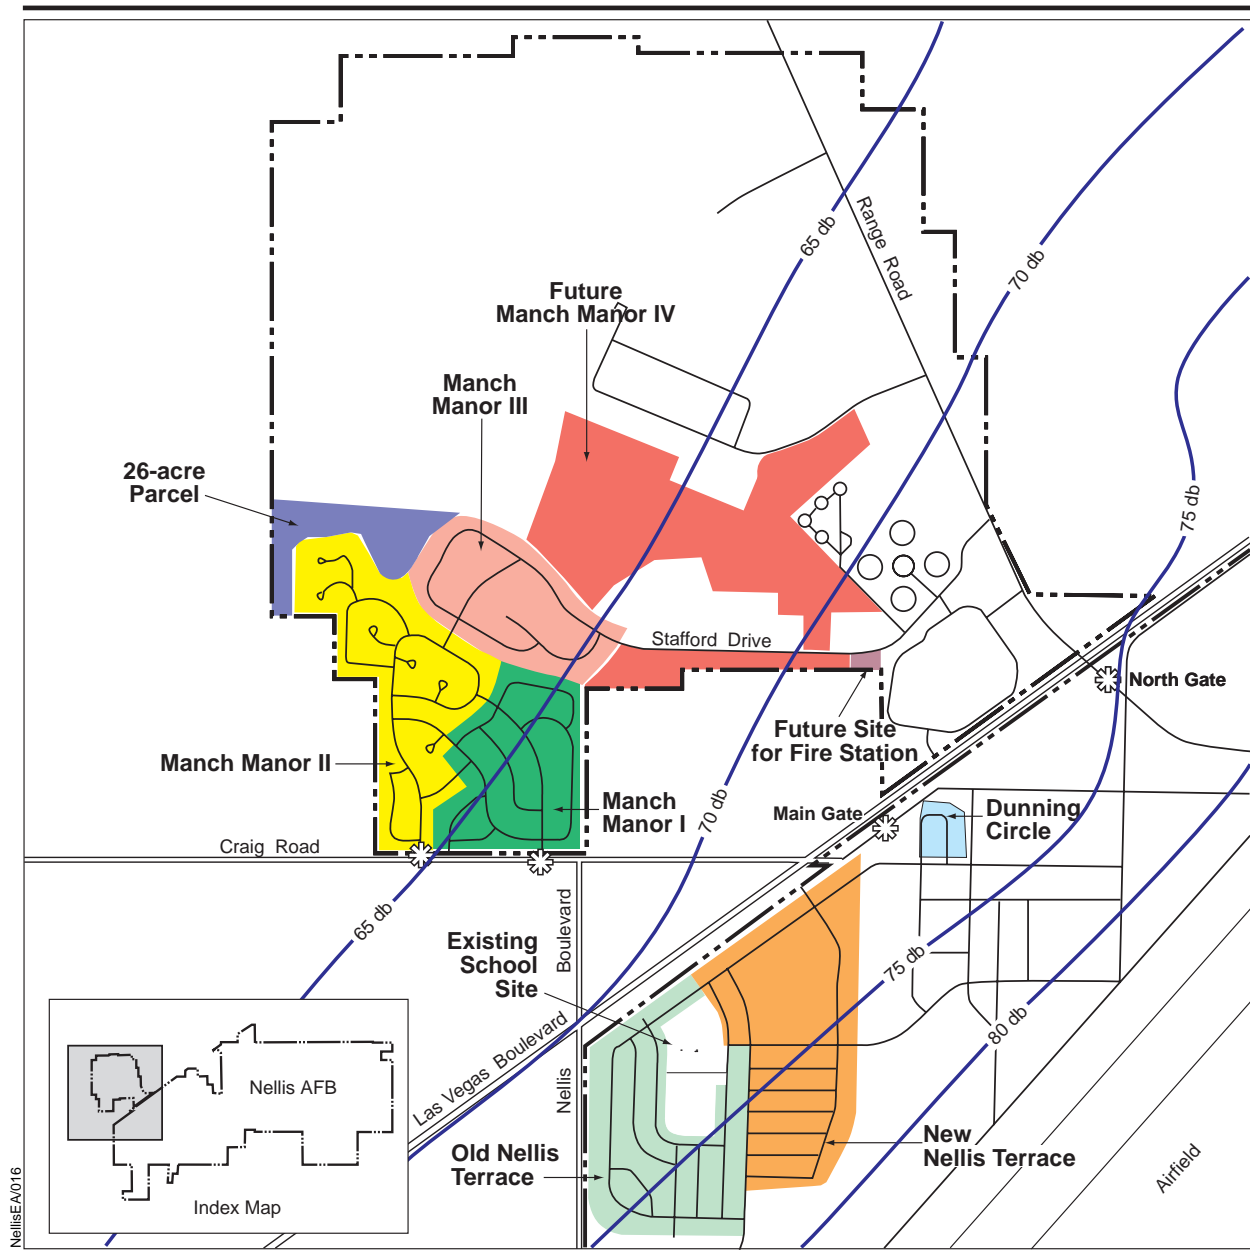 Range Road
65 db
70 db
Future
Manch Manor IV
Manch
Manor III
26-acre
Parcel
75 db
Stafford Drive
North Gate
Future Site
for Fire Station
Manch Manor II
Manch
Manor I
70 db
Main Gate
Dunning
Circle
Craig Road
65 db
Existing
School
Site
Boulevard
75 db
80 db
Las Vegas Boulevard
Nellis
Nellis AFB
Index Map
Old Nellis
Terrace
New
Nellis Terrace
Airfield
NellisEA/016